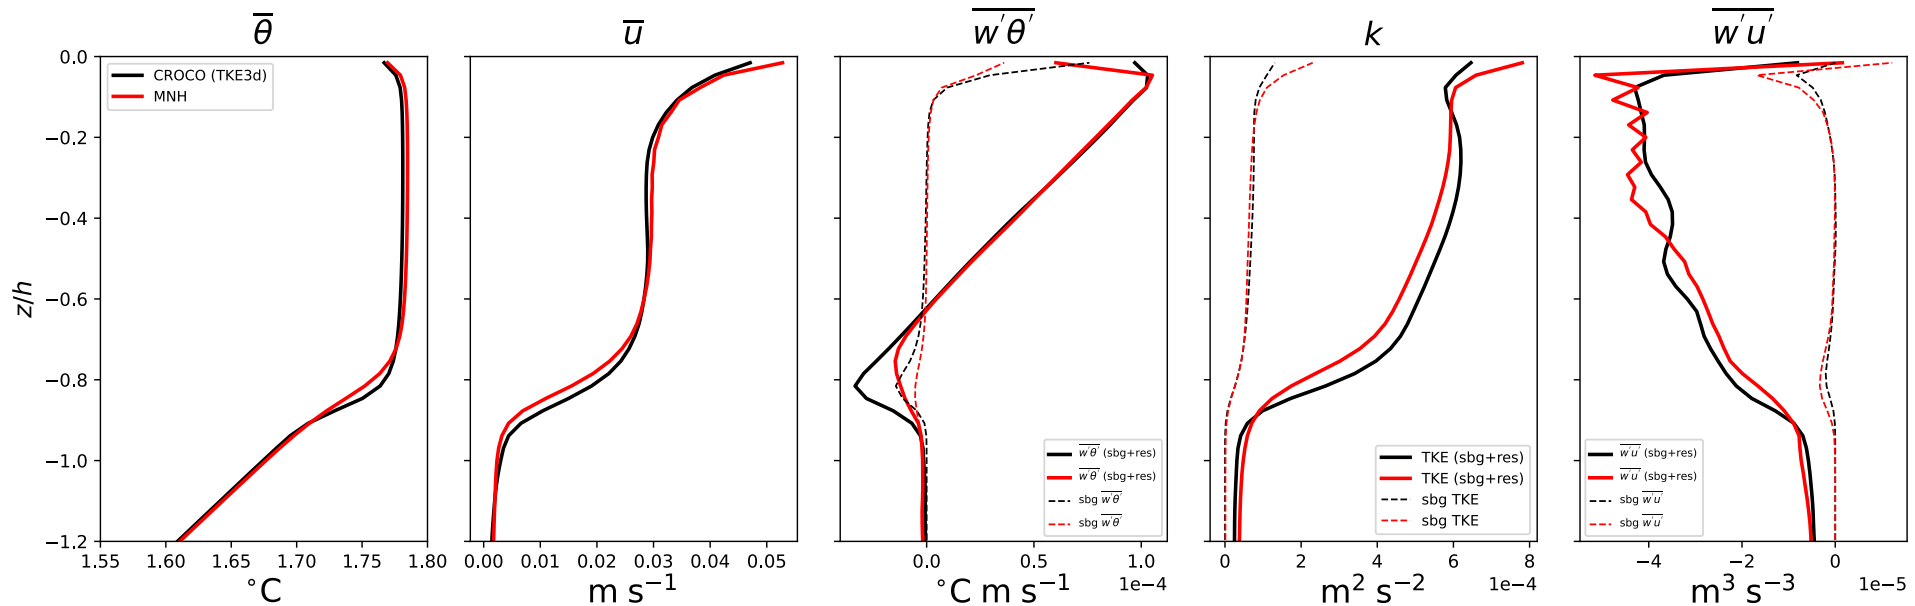 θ̅
u̅
w′θ′
k
w′u′
0.0
−0.2
−0.4
−0.6
−0.8
−1.0
−1.2
z/h
CROCO (TKE3d)
MNH
1.55 1.60 1.65 1.70 1.75 1.80
°C
0.00 0.01 0.02 0.03 0.04 0.05
m s⁻¹
w′θ′ (sbg+res)
w′θ′ (sbg+res)
sbg w′θ′
sbg w′θ′
0.0 0.5 1.0
1e−4
°C m s⁻¹
TKE (sbg+res)
TKE (sbg+res)
sbg TKE
sbg TKE
0 2 4 6 8
1e−4
m² s⁻²
w′u′ (sbg+res)
w′u′ (sbg+res)
sbg w′u′
sbg w′u′
−4 −2 0
1e−5
m³ s⁻³